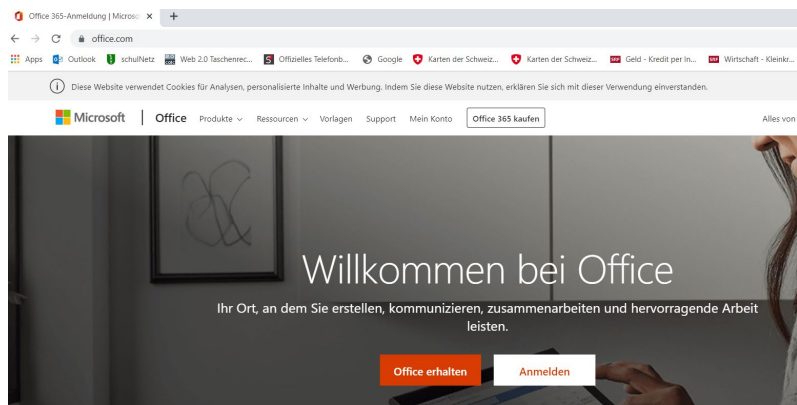 Office 365-Anmeldung | Microso
office.com
Apps Outlook schulNetz Web 2.0 Taschenrec... Offizielles Telefonb... Google Karten der Schweiz... Karten der Schweiz... Geld - Kredit per In... Wirtschaft - Kleinkr...
Diese Website verwendet Cookies für Analysen, personalisierte Inhalte und Werbung. Indem Sie diese Website nutzen, erklären Sie sich mit dieser Verwendung einverstanden.
Microsoft | Office Produkte Ressourcen Vorlagen Support Mein Konto Office 365 kaufen Alles von
Willkommen bei Office
Ihr Ort, an dem Sie erstellen, kommunizieren, zusammenarbeiten und hervorragende Arbeit
leisten.
Office erhalten Anmelden